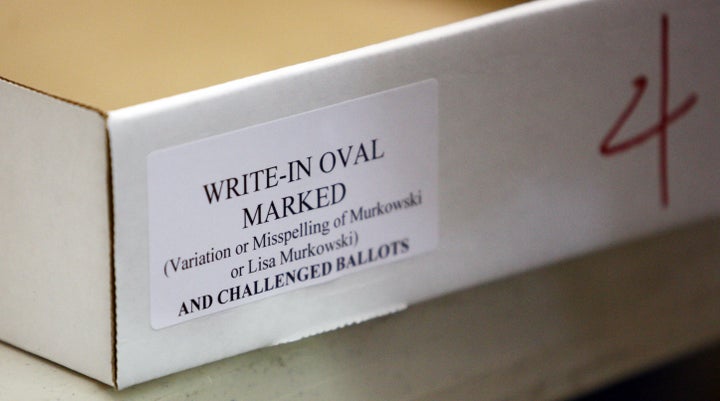 WRITE-IN OVAL
MARKED
(Variation or Misspelling of Murkowski
or Lisa Murkowski)
AND CHALLENGED BALLOTS
4